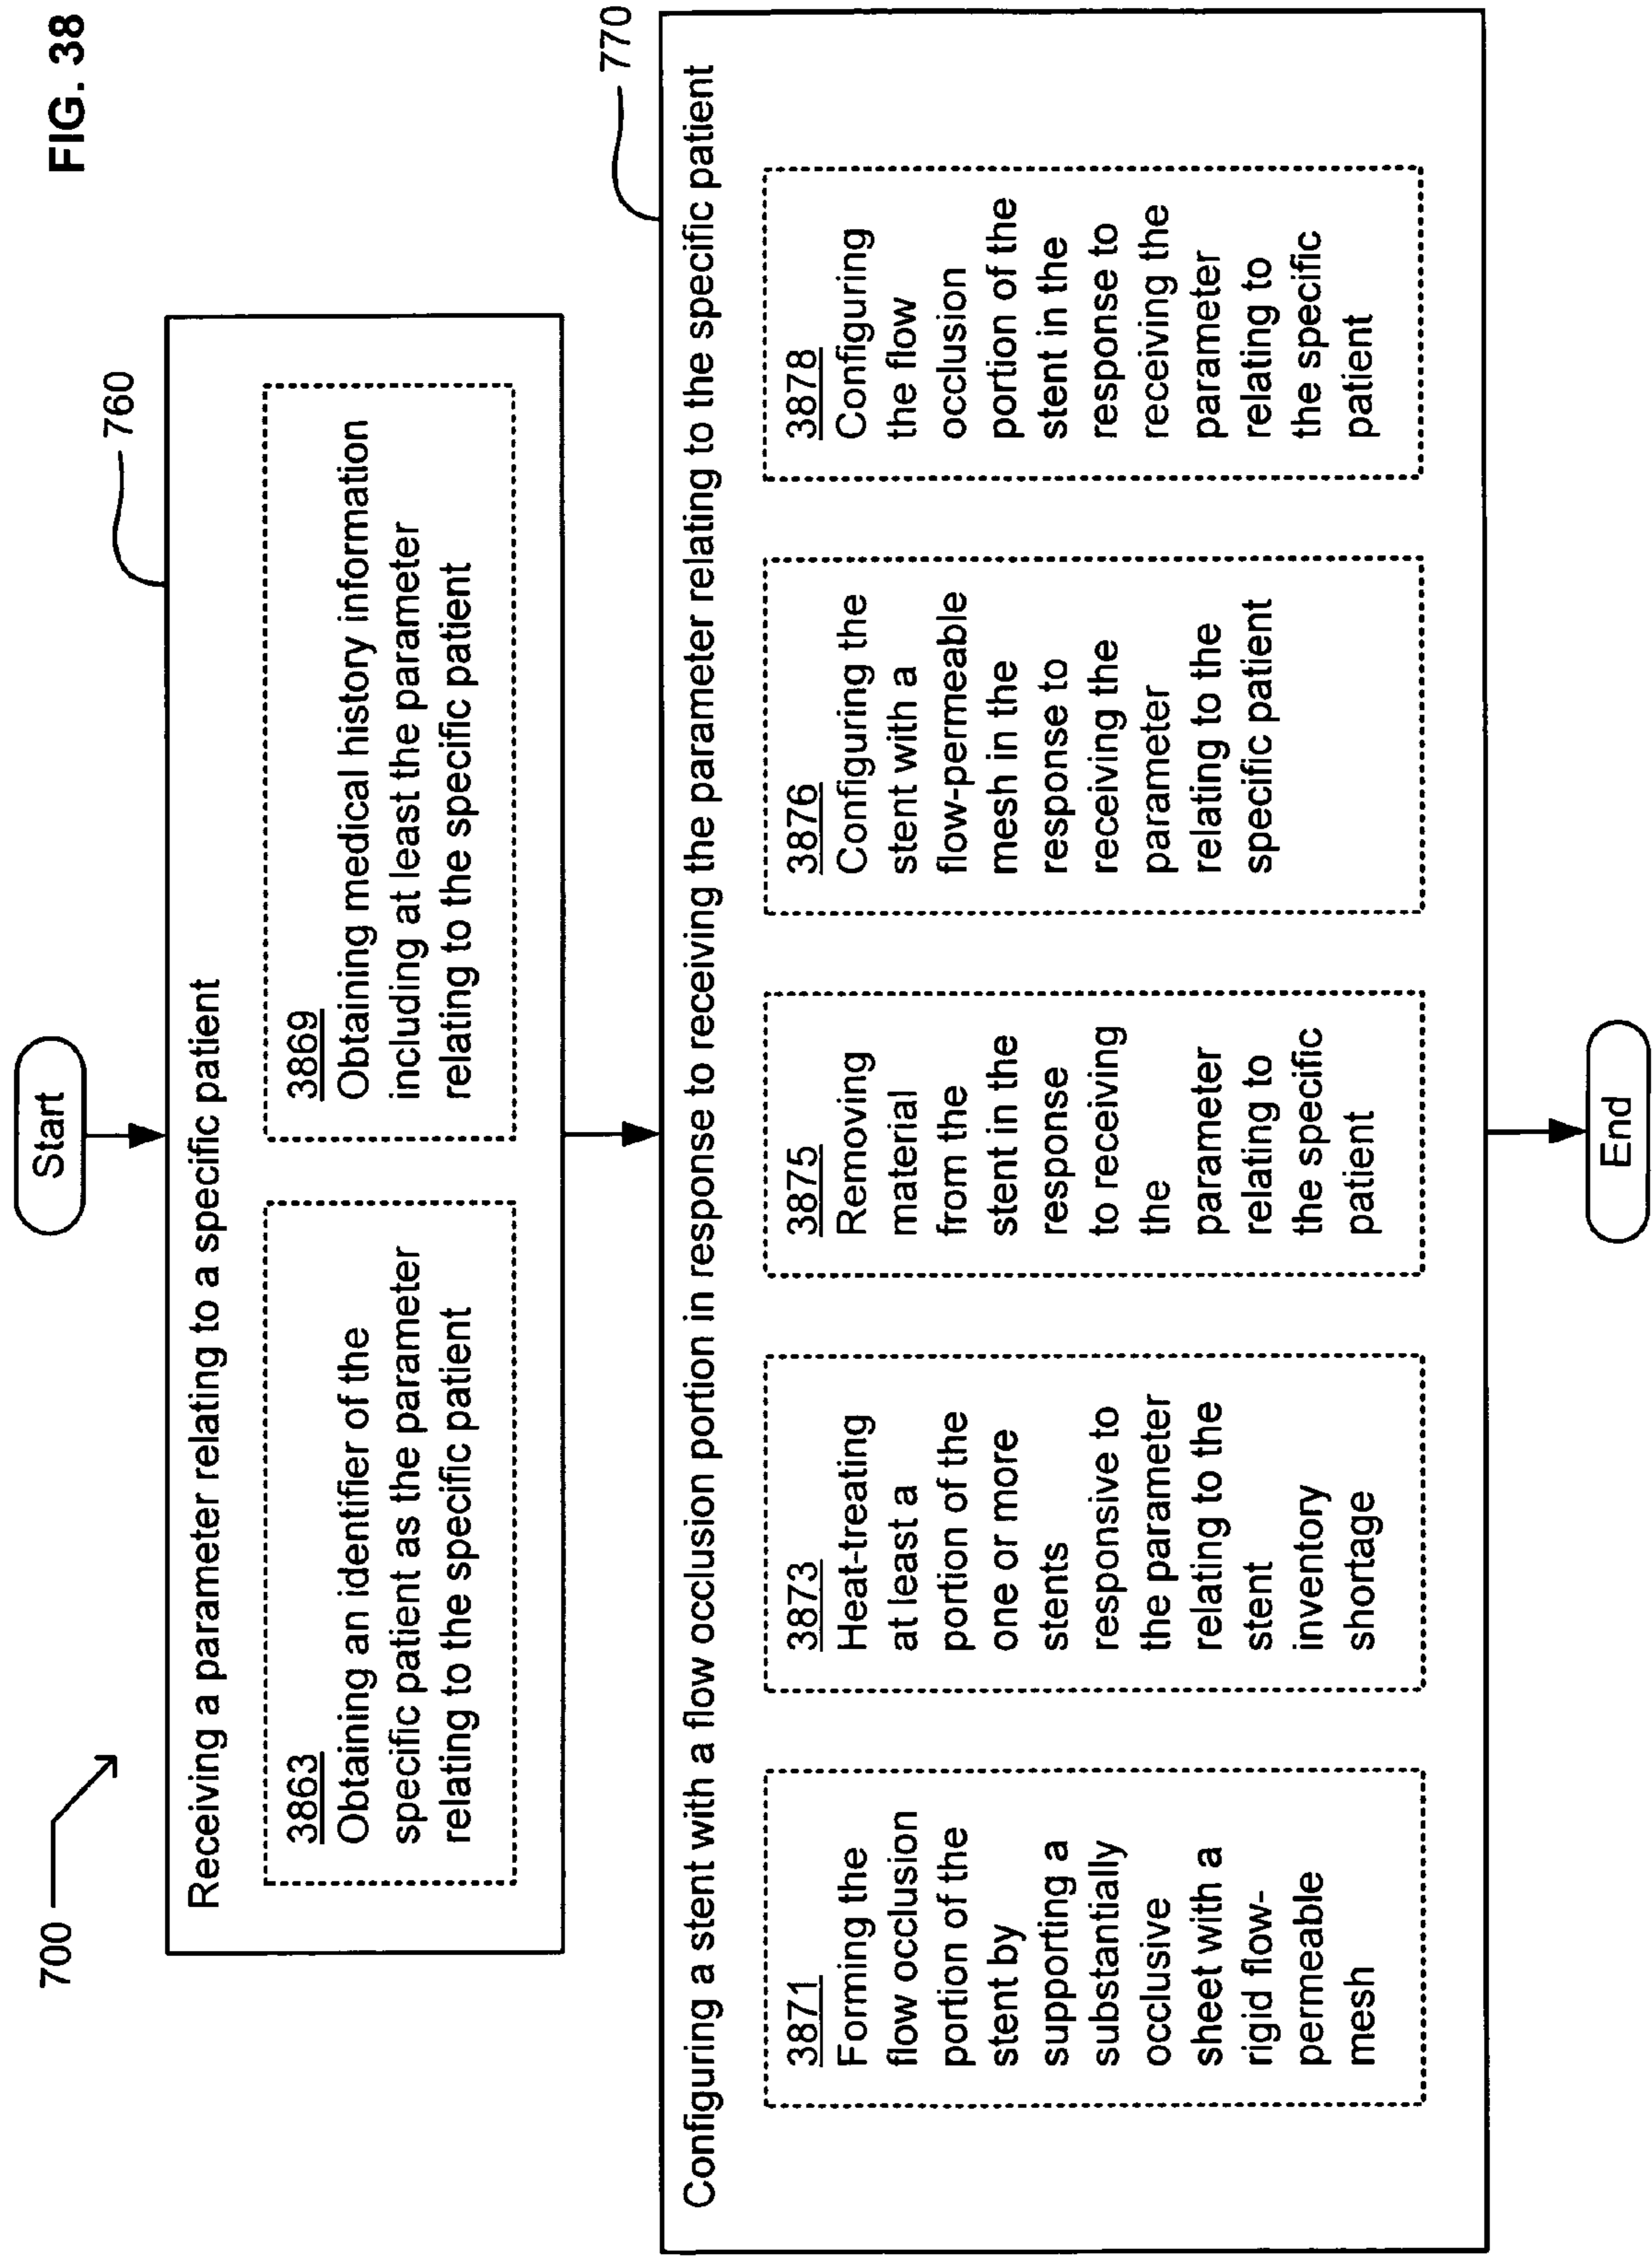 FIG. 38
700
Start
760
Receiving a parameter relating to a specific patient
3863
Obtaining an identifier of the
specific patient as the parameter
relating to the specific patient
3869
Obtaining medical history information
including at least the parameter
relating to the specific patient
770
Configuring a stent with a flow occlusion portion in response to receiving the parameter relating to the specific patient
3871
Forming the
flow occlusion
portion of the
stent by
supporting a
substantially
occlusive
sheet with a
rigid flow-
permeable
mesh
3873
Heat-treating
at least a
portion of the
one or more
stents
responsive to
the parameter
relating to the
stent
inventory
shortage
3875
Removing
material
from the
stent in the
response
to receiving
the
parameter
relating to
the specific
patient
3876
Configuring the
stent with a
flow-permeable
mesh in the
response to
receiving the
parameter
relating to the
specific patient
3878
Configuring
the flow
occlusion
portion of the
stent in the
response to
receiving the
parameter
relating to
the specific
patient
End